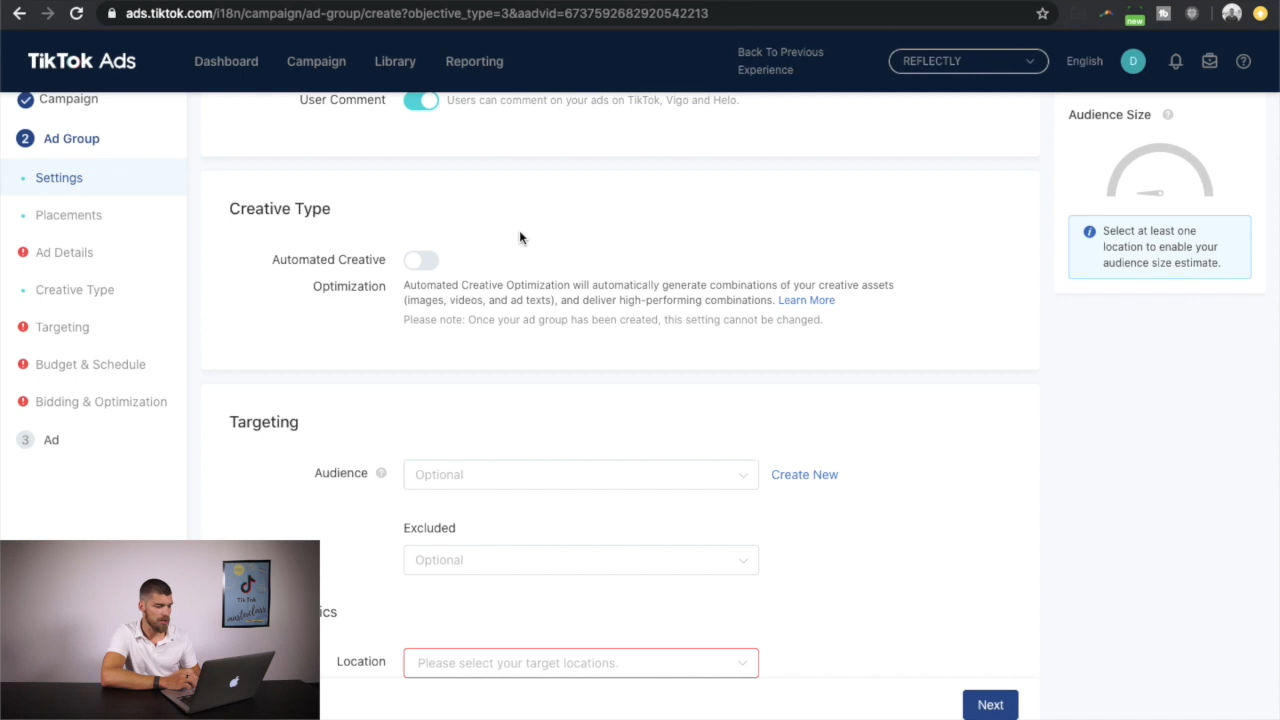 ads.tiktok.com/i18n/campaign/ad-group/create?objective_type=3&aadvid=6737592682920542213
new
TikTok Ads
Dashboard
Campaign
Library
Reporting
Back To Previous
Experience
REFLECTLY
English
D
Campaign
2 Ad Group
Settings
Placements
Ad Details
Creative Type
Targeting
Budget & Schedule
Bidding & Optimization
3 Ad
User Comment
Users can comment on your ads on TikTok, Vigo and Helo.
Creative Type
Automated Creative
Optimization
Automated Creative Optimization will automatically generate combinations of your creative assets
(images, videos, and ad texts), and deliver high-performing combinations. Learn More
Please note: Once your ad group has been created, this setting cannot be changed.
Targeting
Audience
Optional
Create New
Excluded
Optional
ics
Location
Please select your target locations.
Next
Audience Size
Select at least one
location to enable your
audience size estimate.
Tik Tok
masterclass